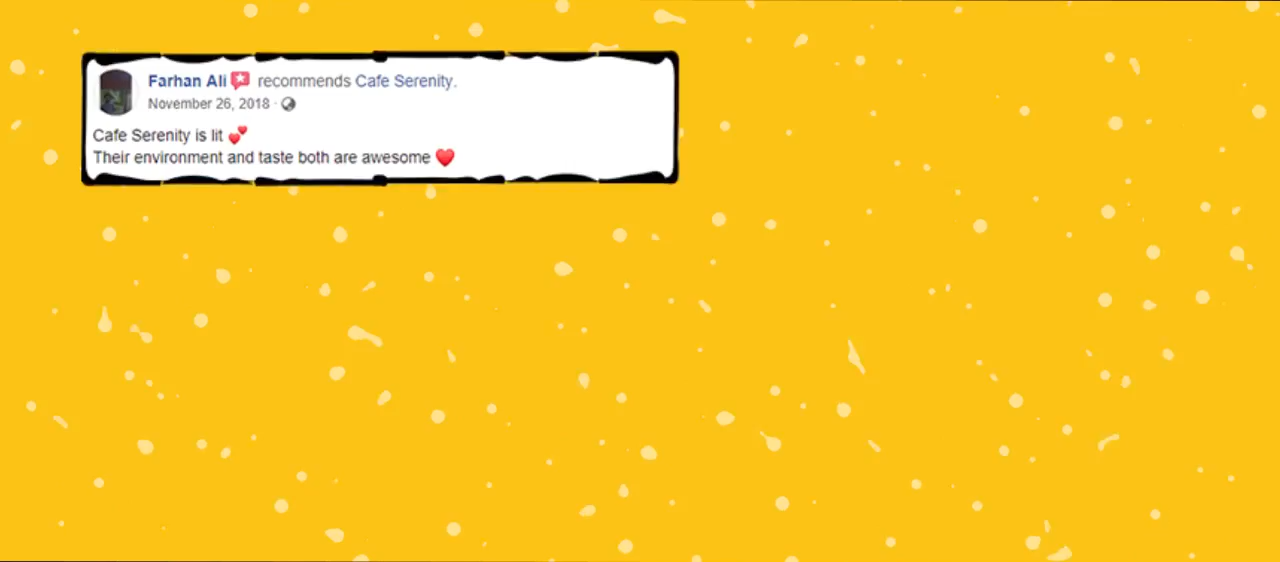 Farhan Ali recommends Cafe Serenity.
November 26, 2018 ·
Cafe Serenity is lit 💕
Their environment and taste both are awesome ❤️